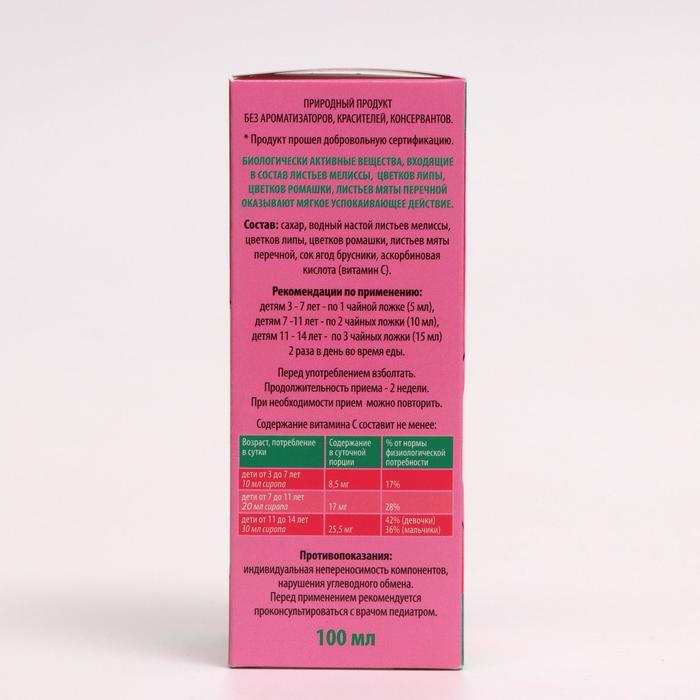 ПРИРОДНЫЙ ПРОДУКТ
БЕЗ АРОМАТИЗАТОРОВ, КРАСИТЕЛЕЙ, КОНСЕРВАНТОВ.
* Продукт прошел добровольную сертификацию.
БИОЛОГИЧЕСКИ АКТИВНЫЕ ВЕЩЕСТВА, ВХОДЯЩИЕ
В СОСТАВ ЛИСТЬЕВ МЕЛИССЫ, ЦВЕТКОВ ЛИПЫ,
ЦВЕТКОВ РОМАШКИ, ЛИСТЬЕВ МЯТЫ ПЕРЕЧНОЙ
ОКАЗЫВАЮТ МЯГКОЕ УСПОКАИВАЮЩЕЕ ДЕЙСТВИЕ.
Состав: сахар, водный настой листьев мелиссы,
цветков липы, цветков ромашки, листьев мяты
перечной, сок ягод брусники, аскорбиновая
кислота (витамин С).
Рекомендации по применению:
детям 3 - 7 лет - по 1 чайной ложке (5 мл),
детям 7 -11 лет - по 2 чайных ложки (10 мл),
детям 11 - 14 лет - по 3 чайных ложки (15 мл)
2 раза в день во время еды.
Перед употреблением взболтать.
Продолжительность приема - 2 недели.
При необходимости прием можно повторить.
Содержание витамина С составит не менее:
Возраст, потребление в сутки | Содержание в суточной порции | % от нормы физиологической потребности
дети от 3 до 7 лет 10 мл сиропа | 8,5 мг | 17%
дети от 7 до 11 лет 20 мл сиропа | 17 мг | 28%
дети от 11 до 14 лет 30 мл сиропа | 25,5 мг | 42% (девочки) 36% (мальчики)
Противопоказания:
индивидуальная непереносимость компонентов,
нарушения углеводного обмена.
Перед применением рекомендуется
проконсультироваться с врачом педиатром.
100 мл